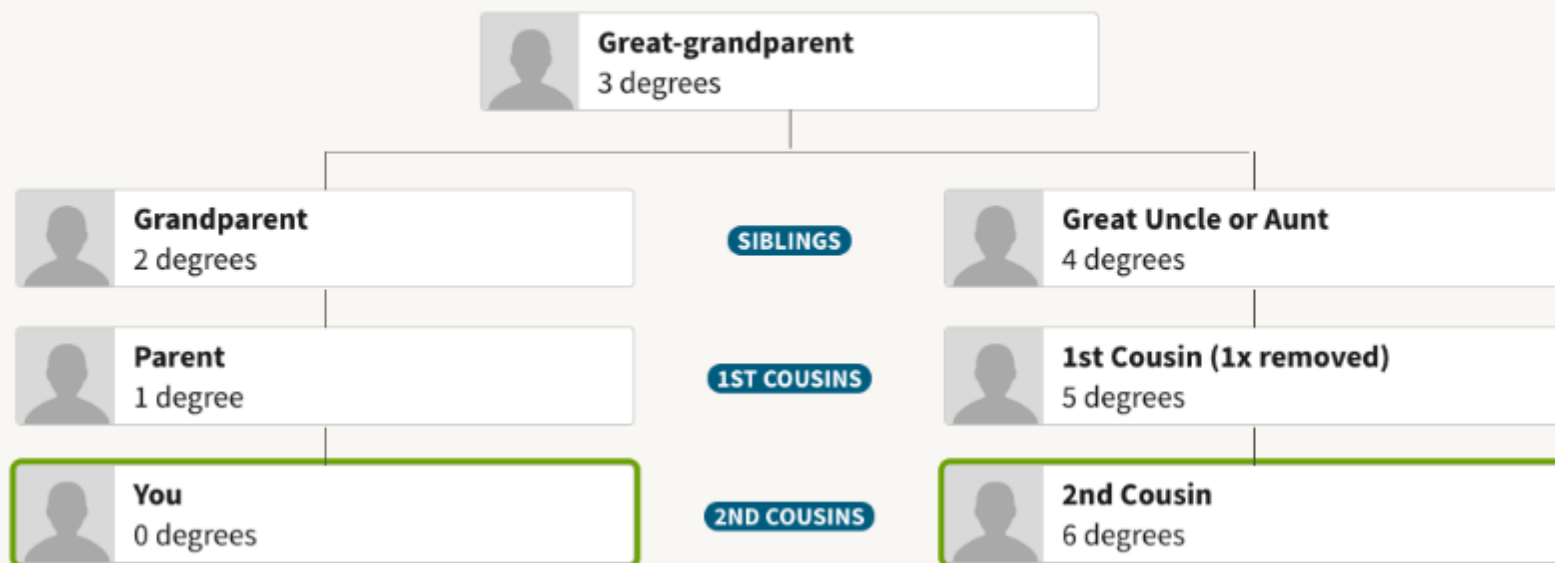 Great-grandparent
3 degrees
Grandparent
2 degrees
SIBLINGS
Great Uncle or Aunt
4 degrees
Parent
1 degree
1ST COUSINS
1st Cousin (1x removed)
5 degrees
You
0 degrees
2ND COUSINS
2nd Cousin
6 degrees